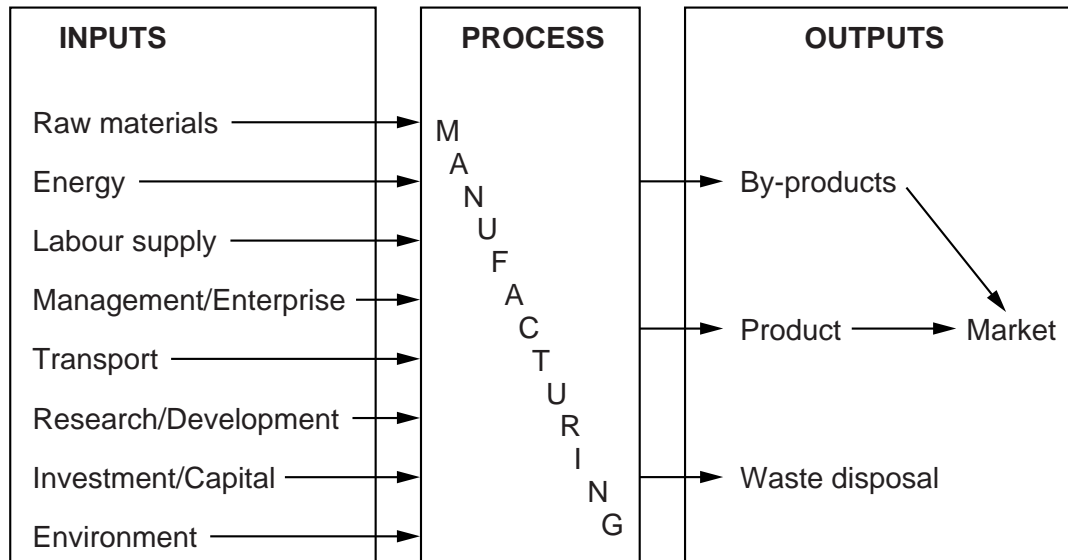 INPUTS
Raw materials
Energy
Labour supply
Management/Enterprise
Transport
Research/Development
Investment/Capital
Environment
PROCESS
MANUFACTURING
OUTPUTS
By-products
Product
Market
Waste disposal